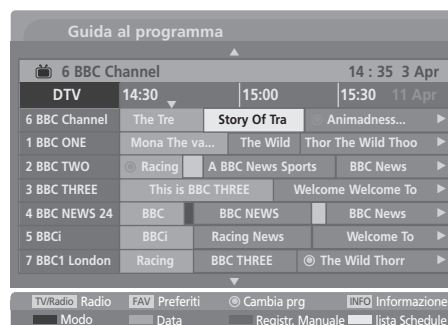 Guida al programma
6 BBC Channel 14 : 35 3 Apr
DTV 14:30 15:00 15:30 11 Apr
6 BBC Channel The Tre Story Of Tra Animadness...
1 BBC ONE Mona The va... The Wild Thor The Wild Thoo
2 BBC TWO Racing A BBC News Sports BBC News
3 BBC THREE This is BBC THREE Welcome Welcome To
4 BBC NEWS 24 BBC BBC NEWS BBC News
5 BBCi BBCi Racing News Welcome To
7 BBC1 London Racing BBC THREE The Wild Thorr
TV/Radio Radio FAV Preferiti Cambia prg INFO Informazione
Modo Data Registr. Manuale lista Schedule